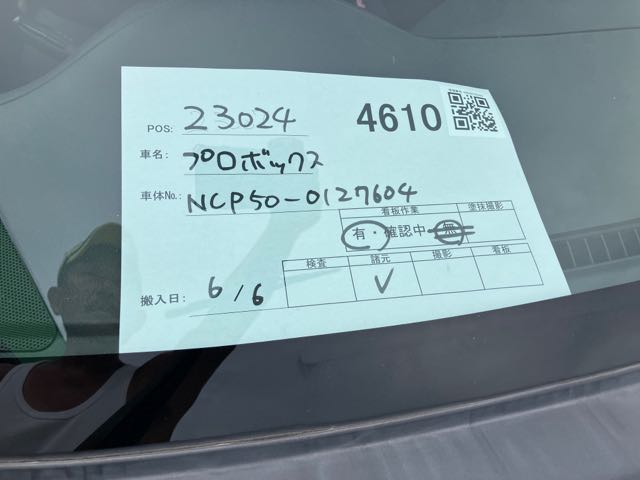 POS: 23024 4610
車名: プロボックス
車体No.: NCP50-0127604
看板作業 塗抹撮影
有・確認中・無
検査 諸元 撮影 看板
搬入日: 6/6